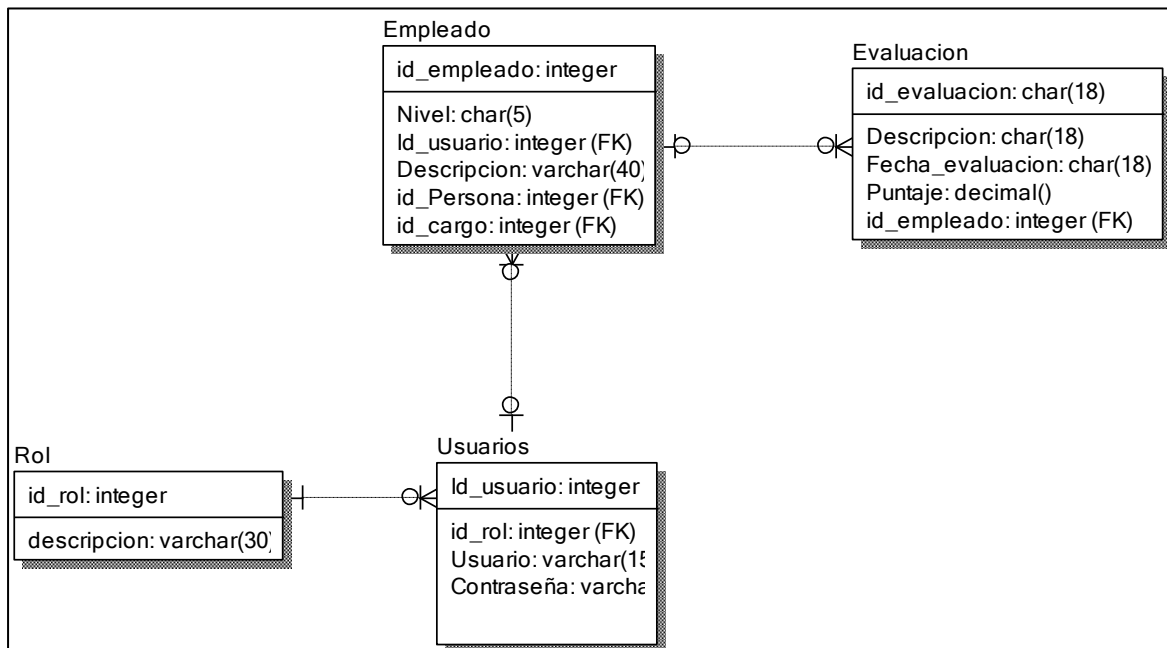 Empleado
id_empleado: integer
Nivel: char(5)
Id_usuario: integer (FK)
Descripcion: varchar(40)
id_Persona: integer (FK)
id_cargo: integer (FK)
Evaluacion
id_evaluacion: char(18)
Descripcion: char(18)
Fecha_evaluacion: char(18)
Puntaje: decimal()
id_empleado: integer (FK)
Rol
id_rol: integer
descripcion: varchar(30)
Usuarios
Id_usuario: integer
id_rol: integer (FK)
Usuario: varchar(15
Contraseña: varcha